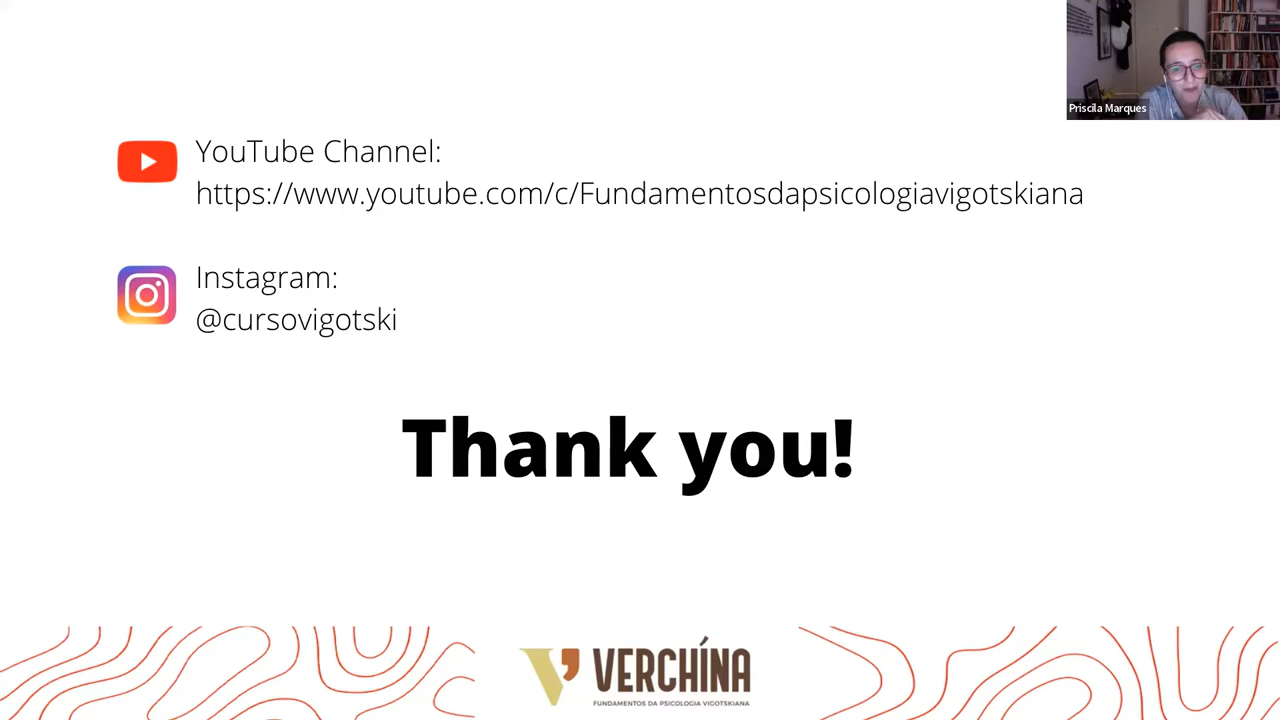 Priscila Marques
YouTube Channel:
https://www.youtube.com/c/Fundamentosdapsicologiavigotskiana
Instagram:
@cursovigotski
Thank you!
VERCHÍNA
FUNDAMENTOS DA PSICOLOGIA VIGOTSKIANA